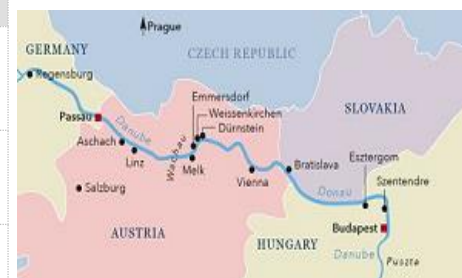 Prague
GERMANY
CZECH REPUBLIC
Regensburg
Emmersdorf
Weissenkirchen
Dürnstein
SLOVAKIA
Passau
Danube
Aschach
Linz
Wachau
Melk
Vienna
Bratislava
Esztergom
Szentendre
Salzburg
Donau
AUSTRIA
HUNGARY
Budapest
Danube
Puszta